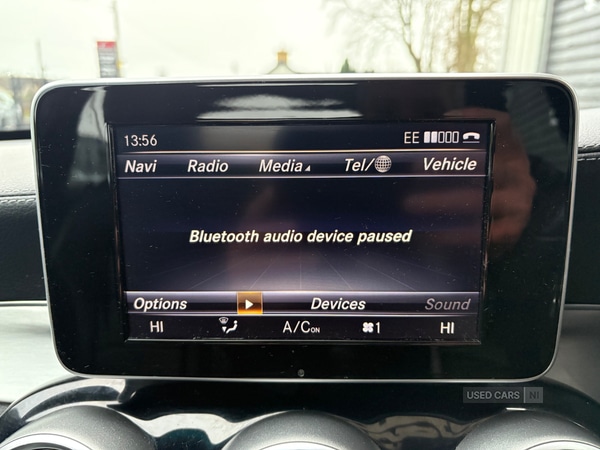 13:56 EE
Navi Radio Media Tel/ Vehicle
Bluetooth audio device paused
Options Devices Sound
HI A/C ON 1 HI
USED CARS NI